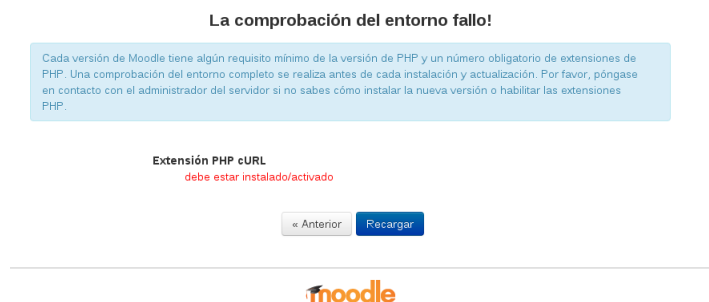 La comprobación del entorno fallo!
Cada versión de Moodle tiene algún requisito mínimo de la versión de PHP y un número obligatorio de extensiones de
PHP. Una comprobación del entorno completo se realiza antes de cada instalación y actualización. Por favor, póngase
en contacto con el administrador del servidor si no sabes cómo instalar la nueva versión o habilitar las extensiones
PHP.
Extensión PHP cURL
debe estar instalado/activado
« Anterior Recargar
moodle